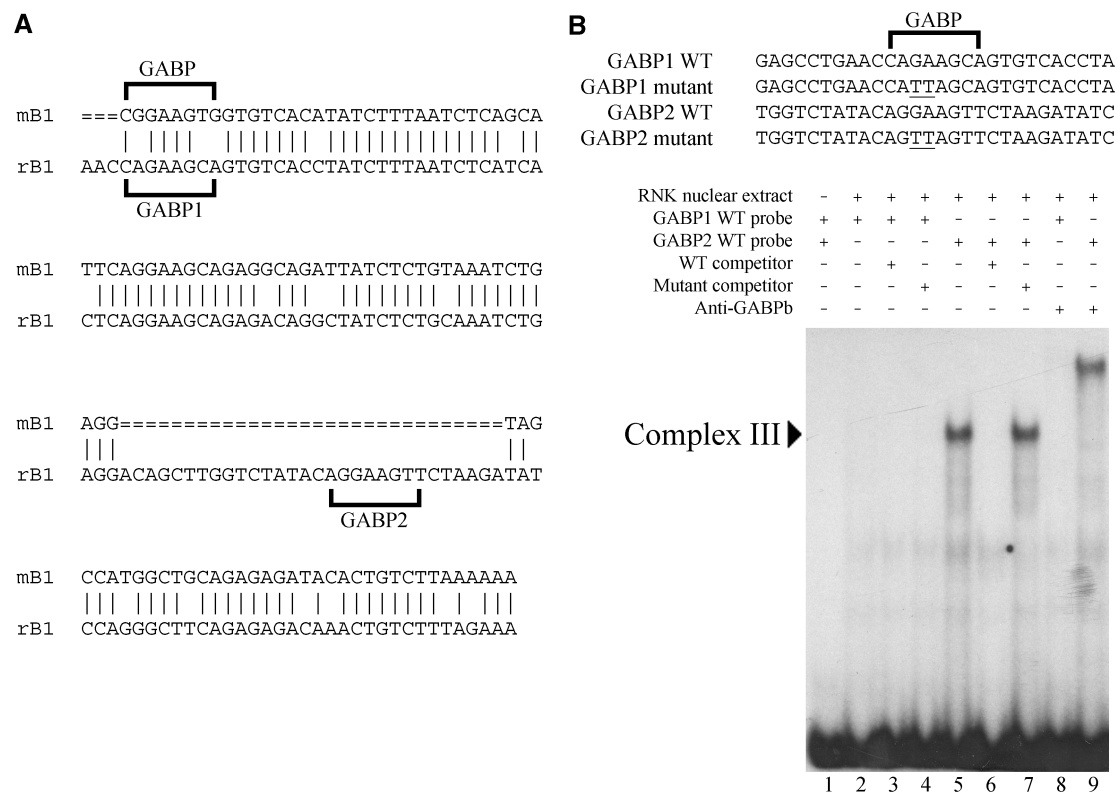 A
GABP
mB1 ===CGGAAGTGGTGTCACATATCTTTAATCTCAGCA
rB1 AACCAGAAGCAGTGTCACCTATCTTTAATCTCATCA
GABP1
mB1 TTCAGGAAGCAGAGGCAGATTATCTCTGTAAATCTG
rB1 CTCAGGAAGCAGAGACAGGCTATCTCTGCAAATCTG
mB1 AGG==============================TAG
rB1 AGGACAGCTTGGTCTATACAGGAAGTTCTAAGATAT
GABP2
mB1 CCATGGCTGCAGAGAGATACACTGTCTTAAAAAA
rB1 CCAGGGCTTCAGAGAGACAAACTGTCTTTAGAAA
B
GABP
GABP1 WT GAGCCTGAACCAGAAGCAGTGTCACCTA
GABP1 mutant GAGCCTGAACCATTAGCAGTGTCACCTA
GABP2 WT TGGTCTATACAGGAAGTTCTAAGATATC
GABP2 mutant TGGTCTATACAGTTAGTTCTAAGATATC
RNK nuclear extract - + + + + + + + +
GABP1 WT probe + + + + - - - + -
GABP2 WT probe + - - - + + + - +
WT competitor - - + - - + - - -
Mutant competitor - - - + - - + - -
Anti-GABPb - - - - - - - + +
Complex III
1 2 3 4 5 6 7 8 9